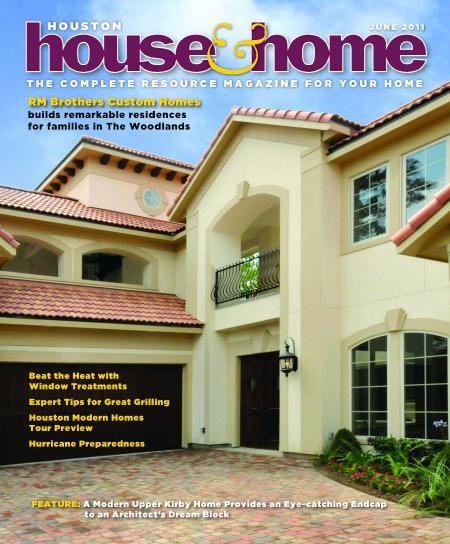 HOUSTON
JUNE 2011
house&home
THE COMPLETE RESOURCE MAGAZINE FOR YOUR HOME
RM Brothers Custom Homes
builds remarkable residences
for families in The Woodlands
Beat the Heat with
Window Treatments
Expert Tips for Great Grilling
Houston Modern Homes
Tour Preview
Hurricane Preparedness
FEATURE: A Modern Upper Kirby Home Provides an Eye-catching Endcap
to an Architect's Dream Block